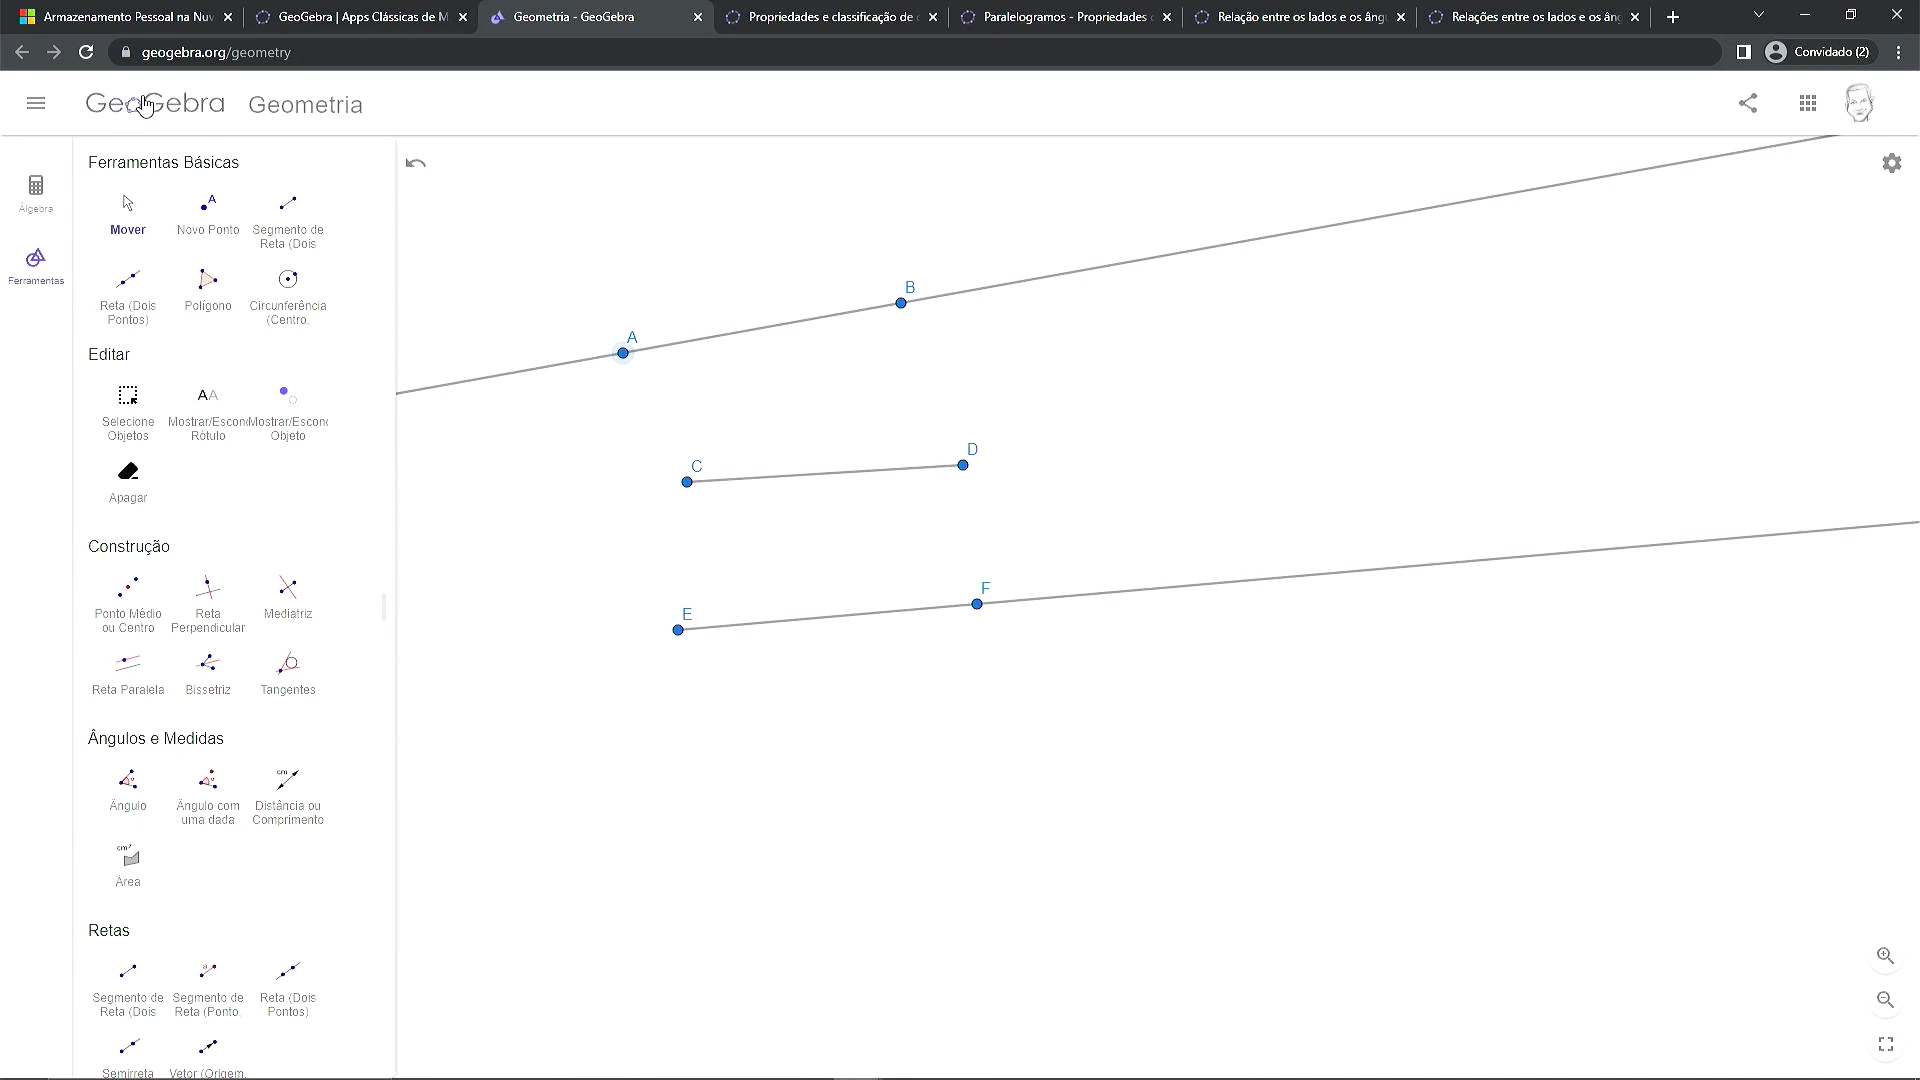 Armazenamento Pessoal na Nuv
GeoGebra | Apps Clássicas de M
Geometria - GeoGebra
Propriedades e classificação de
Paralelogramos - Propriedades
Relação entre os lados e os âng
Relações entre os lados e os âng
geogebra.org/geometry
Convidado (2)
GeoGebra Geometria
Álgebra
Ferramentas
Ferramentas Básicas
Mover
A
Novo Ponto
Segmento de
Reta (Dois
Reta (Dois
Pontos)
Polígono
Circunferência
(Centro,
Editar
Selecione
Objetos
AA
Mostrar/Escond
Rótulo
Mostrar/Escond
Objeto
Apagar
Construção
Ponto Médio
ou Centro
Reta
Perpendicular
Mediatriz
Reta Paralela
Bissetriz
Tangentes
Ângulos e Medidas
Ângulo
Ângulo com
uma dada
cm
Distância ou
Comprimento
cm²
Área
Retas
Segmento de
Reta (Dois
a
Segmento de
Reta (Ponto,
Reta (Dois
Pontos)
Semirreta
Vetor (Origem,
B
A
D
C
F
E